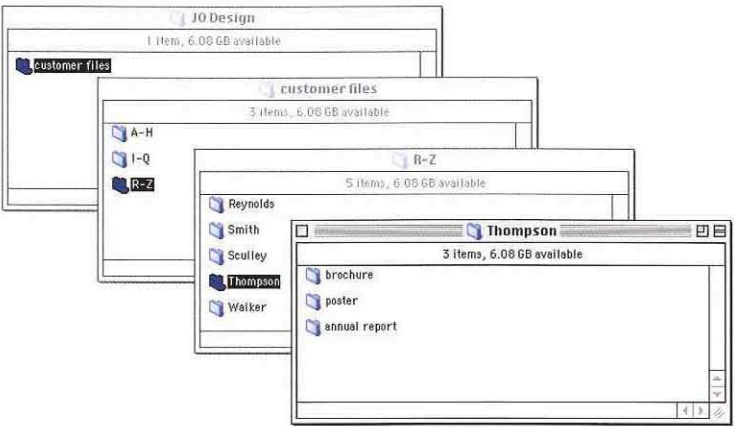 JO Design
1 item, 6.08 GB available
customer files
customer files
3 items, 6.08 GB available
A-H
I-Q
R-Z
R-Z
5 items, 6.08 GB available
Reynolds
Smith
Sculley
Thompson
Walker
Thompson
3 items, 6.08 GB available
brochure
poster
annual report